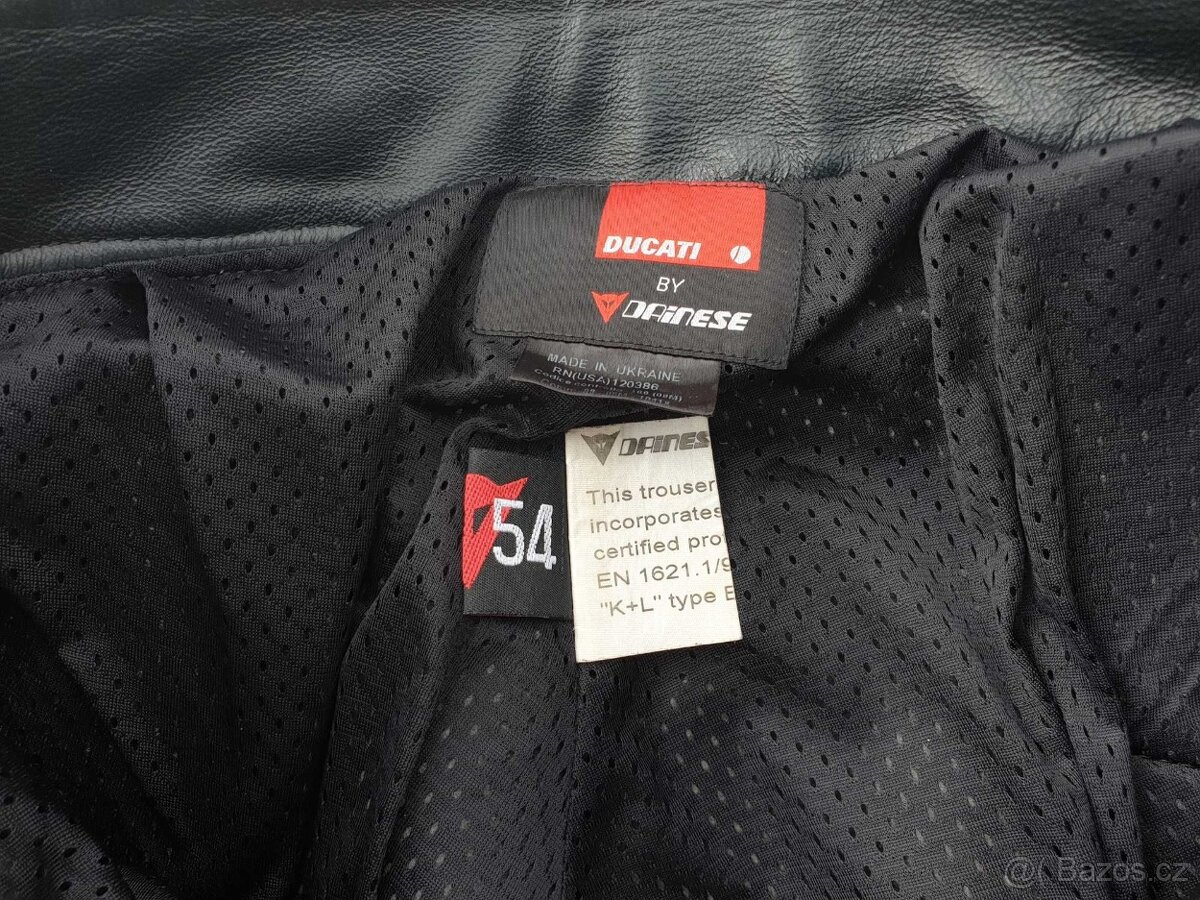 DUCATI
BY
DAINESE
MADE IN UKRAINE
RN(USA)120386
DAINES
This trouser
incorporates
certified pro
EN 1621.1/9
"K+L" type E
54
@( Bazos.cz